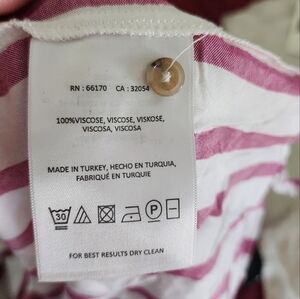 RN : 66170 CA : 32054
100%VISCOSE, VISCOSE, VISKOSE,
VISCOSA, VISCOSA
MADE IN TURKEY, HECHO EN TURQUIA,
FABRIQUÉ EN TURQUIE
30 P
FOR BEST RESULTS DRY CLEAN